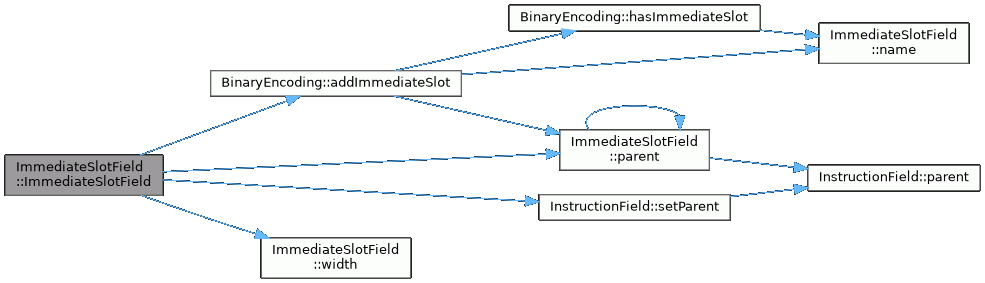 BinaryEncoding::hasImmediateSlot
ImmediateSlotField
::name
BinaryEncoding::addImmediateSlot
ImmediateSlotField
::parent
ImmediateSlotField
::ImmediateSlotField
InstructionField::parent
InstructionField::setParent
ImmediateSlotField
::width